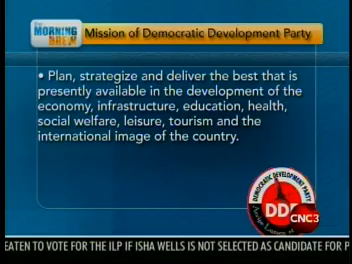 The
MORNING
BREW
Mission of Democratic Development Party
• Plan, strategize and deliver the best that is
presently available in the development of the
economy, infrastructure, education, health,
social welfare, leisure, tourism and the
international image of the country.
DEMOCRATIC DEVELOPMENT PARTY
DD
CNC3
EATEN TO VOTE FOR THE ILP IF ISHA WELLS IS NOT SELECTED AS CANDIDATE FOR P